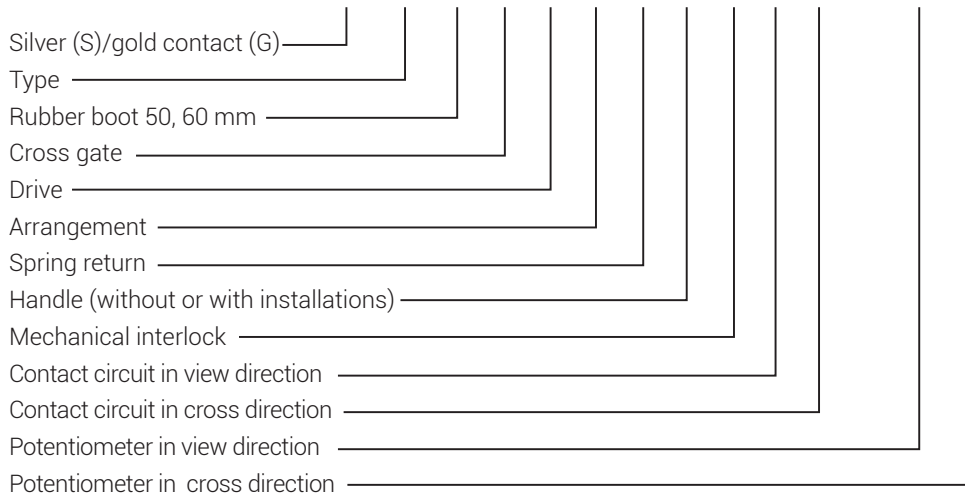 Silver (S)/gold contact (G)
Type
Rubber boot 50, 60 mm
Cross gate
Drive
Arrangement
Spring return
Handle (without or with installations)
Mechanical interlock
Contact circuit in view direction
Contact circuit in cross direction
Potentiometer in view direction
Potentiometer in cross direction